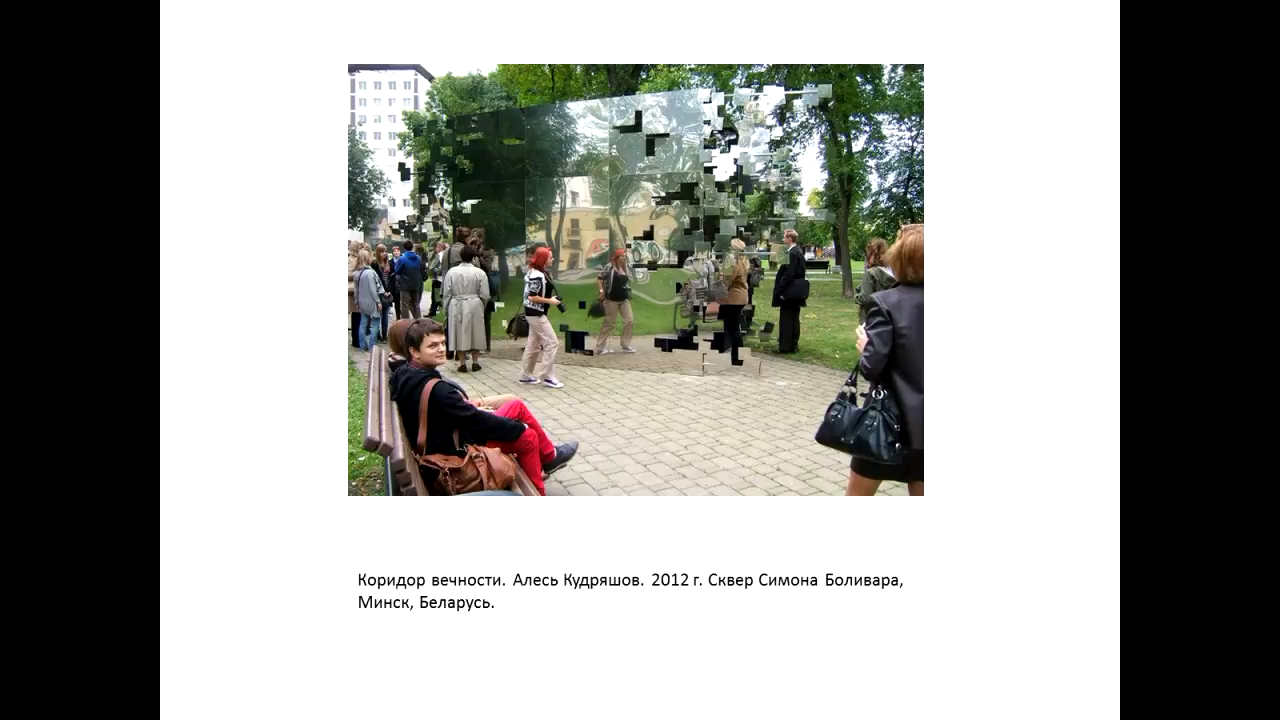 Коридор вечности. Алесь Кудряшов. 2012 г. Сквер Симона Боливара,
Минск, Беларусь.